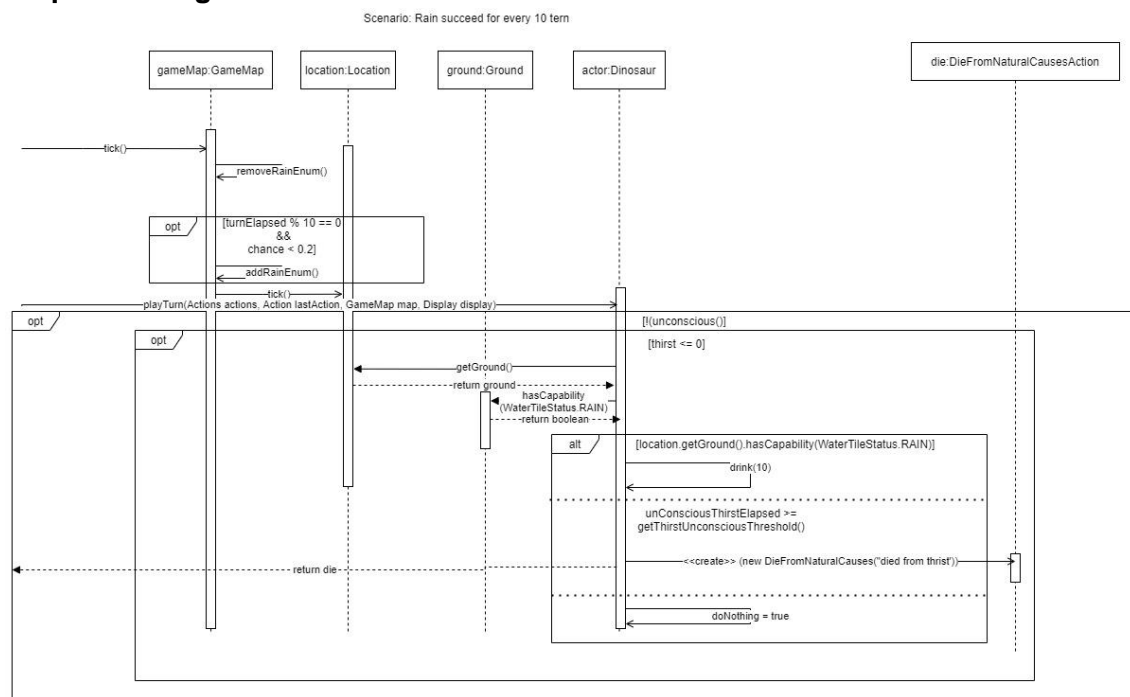 Scenario: Rain succeed for every 10 tern
gameMap:GameMap
location:Location
ground:Ground
actor:Dinosaur
die:DieFromNaturalCausesAction
tick()
removeRainEnum()
opt
[turnElapsed % 10 == 0
&&
chance < 0.2]
addRainEnum()
tick()
playTurn(Actions actions, Action lastAction, GameMap map, Display display)
opt
[!(unconscious()]
opt
[thirst <= 0]
getGround()
return ground
hasCapability
(WaterTileStatus.RAIN)
return boolean
alt
[location.getGround().hasCapability(WaterTileStatus.RAIN)]
drink(10)
unConsciousThirstElapsed >=
getThirstUnconsciousThreshold()
<<create>> (new DieFromNaturalCauses("died from thrist'))
return die
doNothing = true